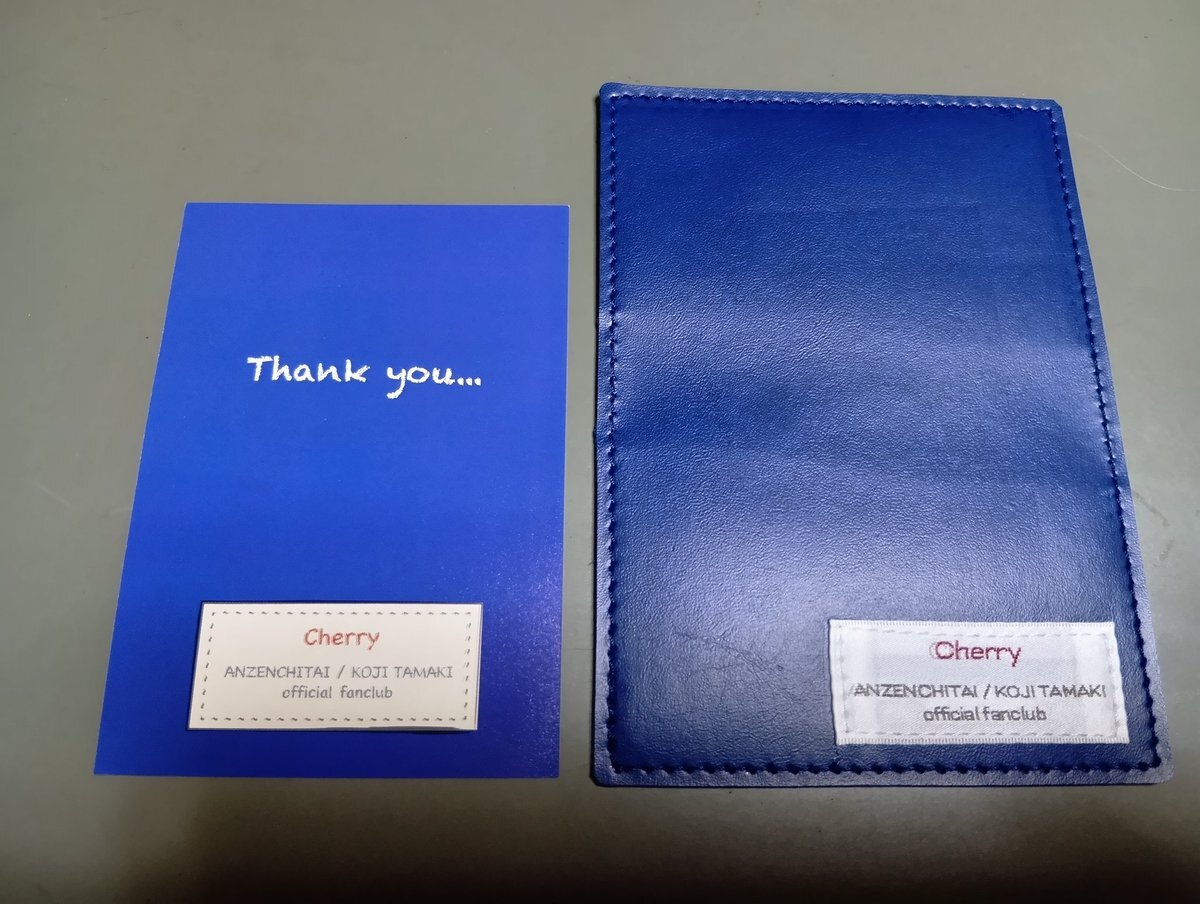 Thank you...
Cherry
ANZENCHITAI / KOJI TAMAKI
official fanclub
Cherry
ANZENCHITAI / KOJI TAMAKI
official fanclub